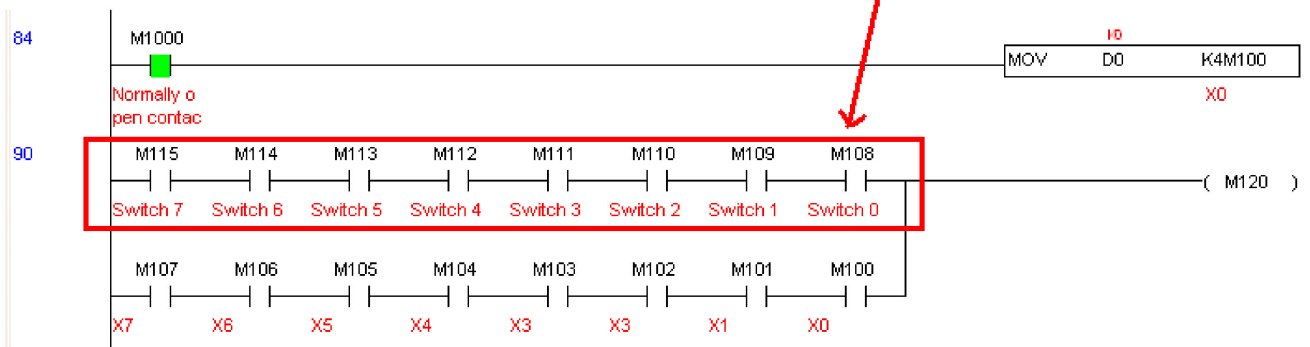 84 M1000 I/0
MOV D0 K4M100
Normally o X0
pen contac
90 M115 M114 M113 M112 M111 M110 M109 M108
( M120 )
Switch 7 Switch 6 Switch 5 Switch 4 Switch 3 Switch 2 Switch 1 Switch 0
M107 M106 M105 M104 M103 M102 M101 M100
X7 X6 X5 X4 X3 X3 X1 X0